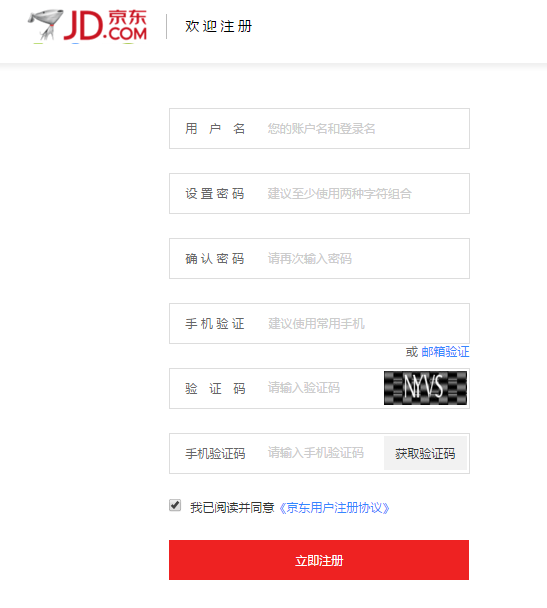 JD.京东.COM 欢迎注册
用户名 您的账户名和登录名
设置密码 建议至少使用两种字符组合
确认密码 请再次输入密码
手机验证 建议使用常用手机
或 邮箱验证
验证码 请输入验证码 NYVS
手机验证码 请输入手机验证码 获取验证码
我已阅读并同意《京东用户注册协议》
立即注册